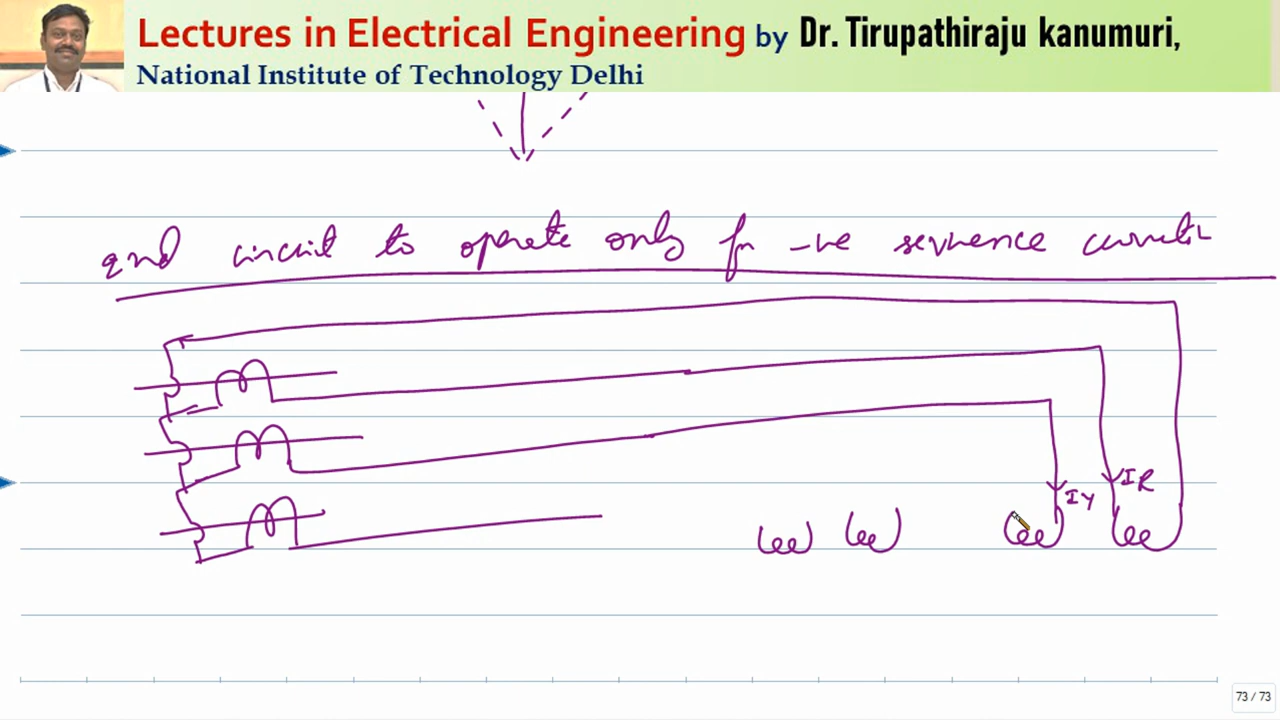 Lectures in Electrical Engineering by Dr. Tirupathiraju kanumuri,
National Institute of Technology Delhi
2nd circuit to operate only for -ve sequence
IY IR
73 / 73